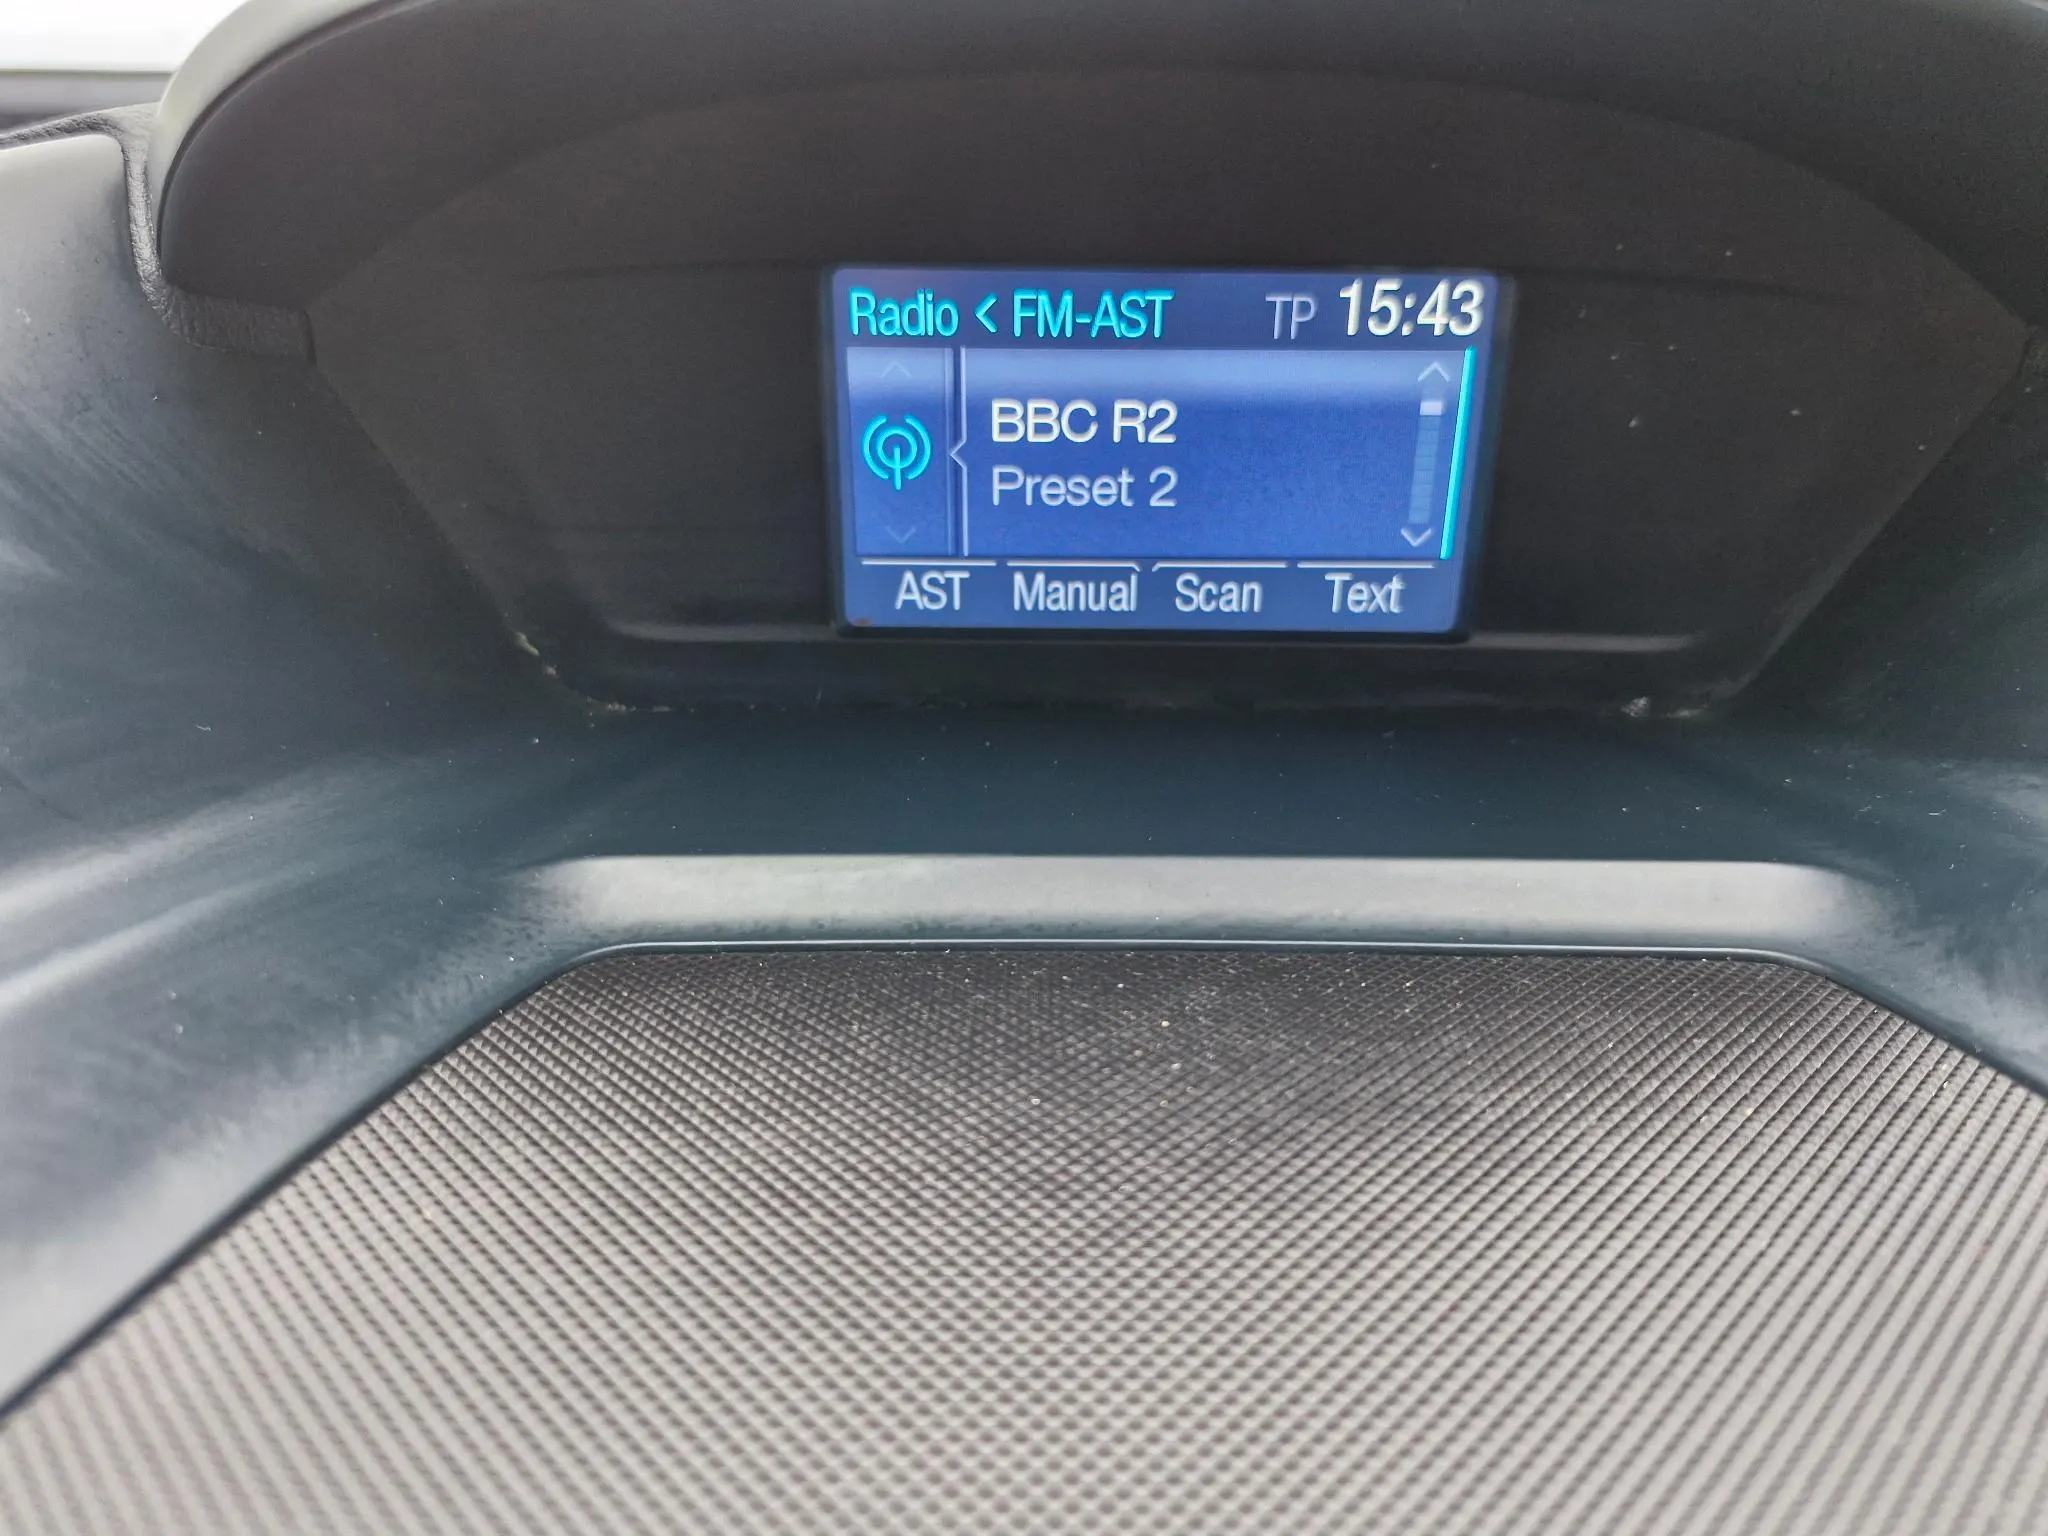 Radio < FM-AST TP 15:43
BBC R2
Preset 2
AST Manual Scan Text